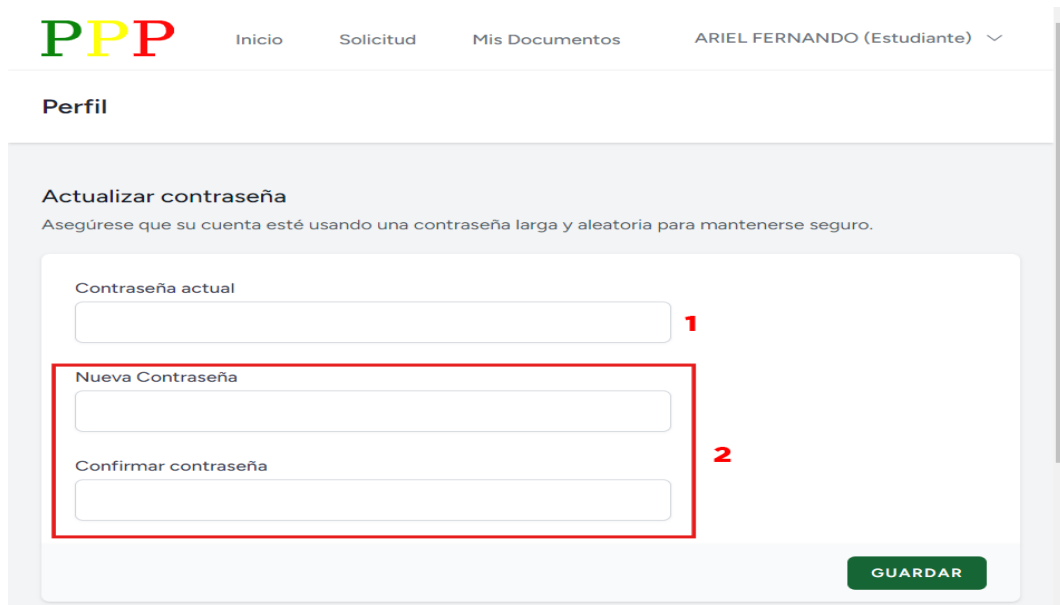 PPP Inicio Solicitud Mis Documentos ARIEL FERNANDO (Estudiante)
Perfil
Actualizar contraseña
Asegúrese que su cuenta esté usando una contraseña larga y aleatoria para mantenerse seguro.
Contraseña actual
1
Nueva Contraseña
2
Confirmar contraseña
GUARDAR